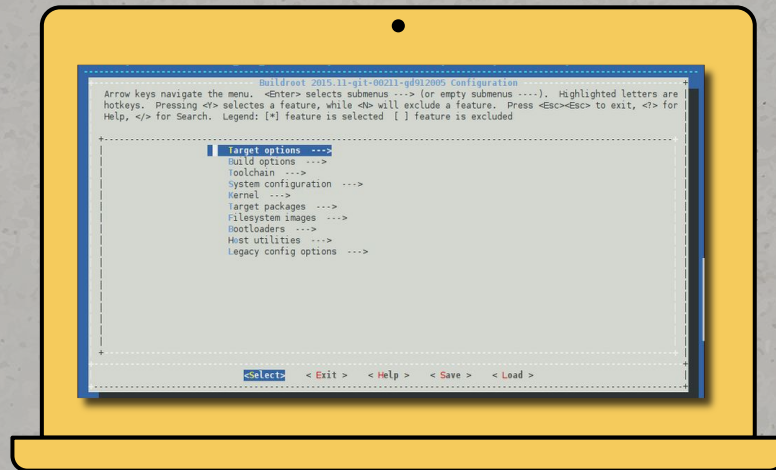 Buildroot 2015.11-git-00211-gd912005 Configuration
Arrow keys navigate the menu. <Enter> selects submenus ---> (or empty submenus ----). Highlighted letters are
hotkeys. Pressing <Y> selectes a feature, while <N> will exclude a feature. Press <Esc><Esc> to exit, <?> for
Help, </> for Search. Legend: [*] feature is selected [ ] feature is excluded
Target options --->
Build options --->
Toolchain --->
System configuration --->
Kernel --->
Target packages --->
Filesystem images --->
Bootloaders --->
Host utilities --->
Legacy config options --->
<Select> < Exit > < Help > < Save > < Load >